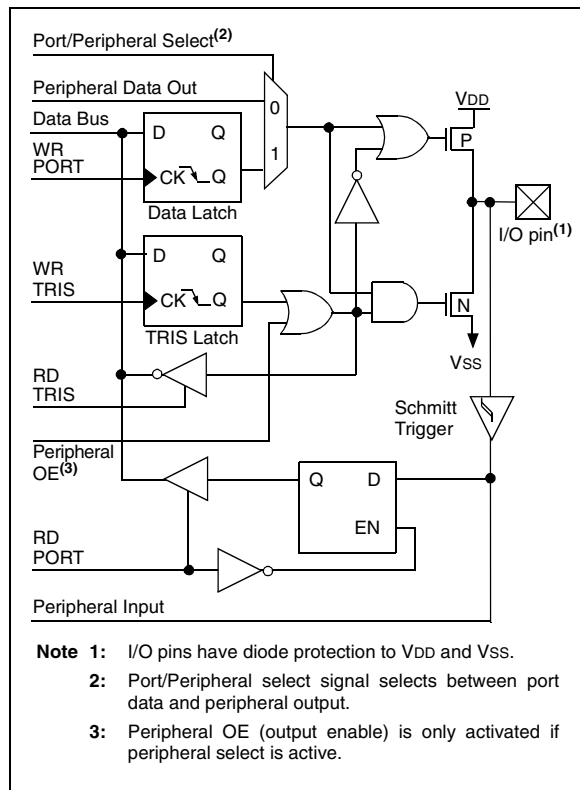 Port/Peripheral Select(2)
Peripheral Data Out
Data Bus
WR
PORT
D Q
CK Q
Data Latch
0
1
VDD
P
I/O pin(1)
WR
TRIS
D Q
CK Q
TRIS Latch
N
VSS
RD
TRIS
Schmitt
Trigger
Peripheral
OE(3)
Q D
EN
RD
PORT
Peripheral Input
Note 1: I/O pins have diode protection to VDD and VSS.
2: Port/Peripheral select signal selects between port
data and peripheral output.
3: Peripheral OE (output enable) is only activated if
peripheral select is active.